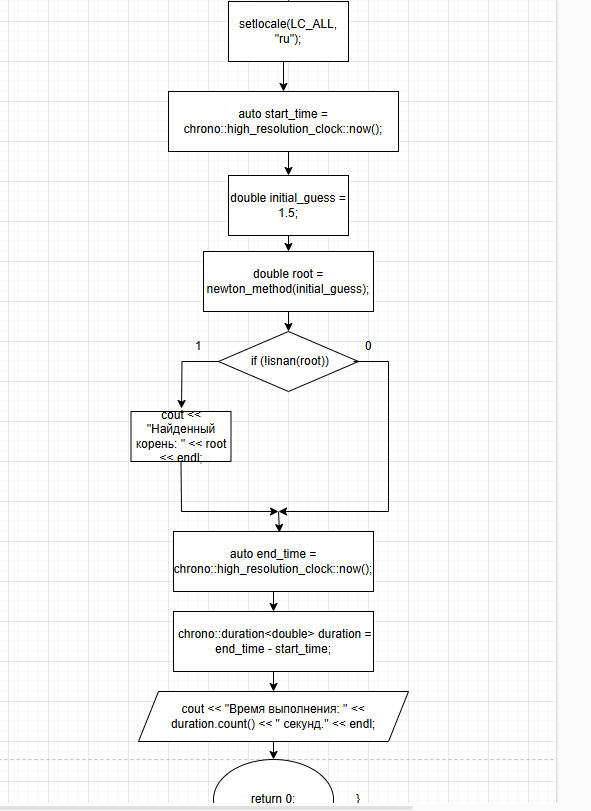 setlocale(LC_ALL,
"ru");
auto start_time =
chrono::high_resolution_clock::now();
double initial_guess =
1.5;
double root =
newton_method(initial_guess);
1
0
if (!isnan(root))
cout <<
"Найденный
корень: " << root
<< endl;
auto end_time =
chrono::high_resolution_clock::now();
chrono::duration<double> duration =
end_time - start_time;
cout << "Время выполнения: " <<
duration.count() << " секунд." << endl;
return 0;
}